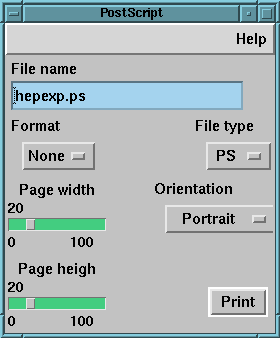 PostScript
Help
File name
hepexp.ps
Format File type
None PS
Page width Orientation
20
Portrait
0 100
Page heigh
20
Print
0 100